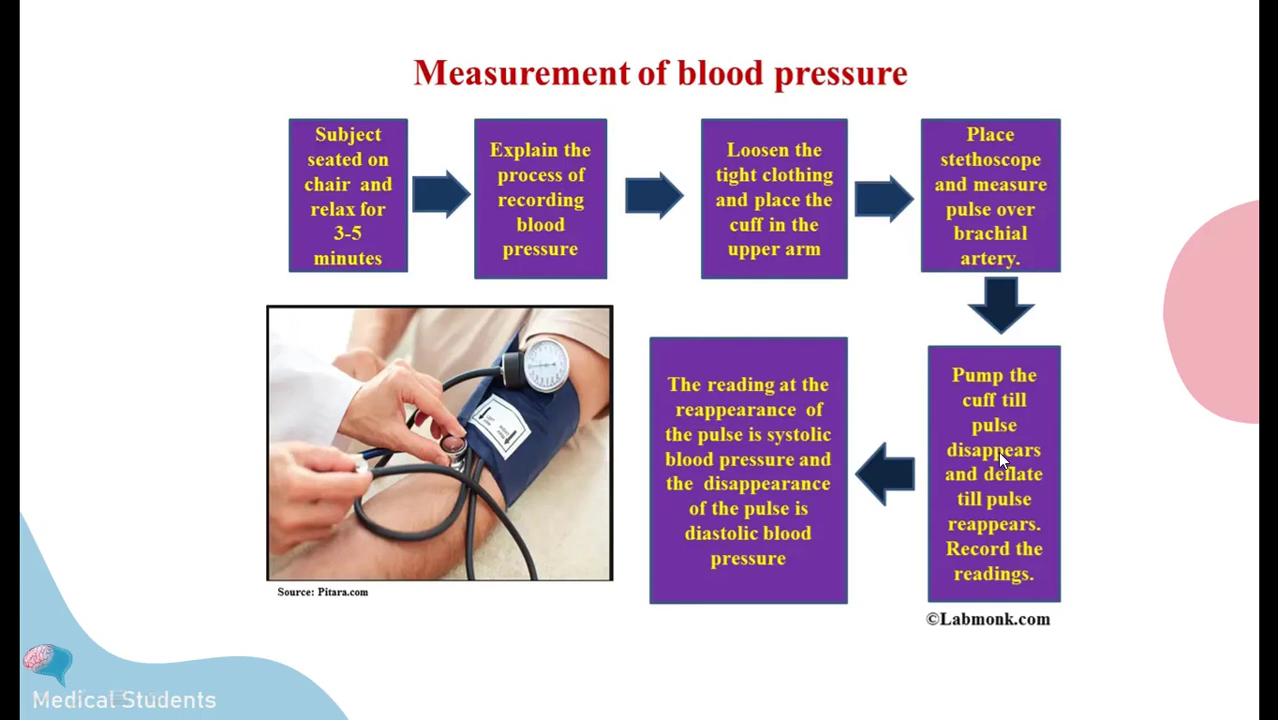 Measurement of blood pressure
Subject
seated on
chair and
relax for
3-5
minutes
Explain the
process of
recording
blood
pressure
Loosen the
tight clothing
and place the
cuff in the
upper arm
Place
stethoscope
and measure
pulse over
brachial
artery.
Pump the
cuff till
pulse
disappears
and deflate
till pulse
reappears.
Record the
readings.
The reading at the
reappearance of
the pulse is systolic
blood pressure and
the disappearance
of the pulse is
diastolic blood
pressure
Source: Pitara.com
©Labmonk.com
Medical Students